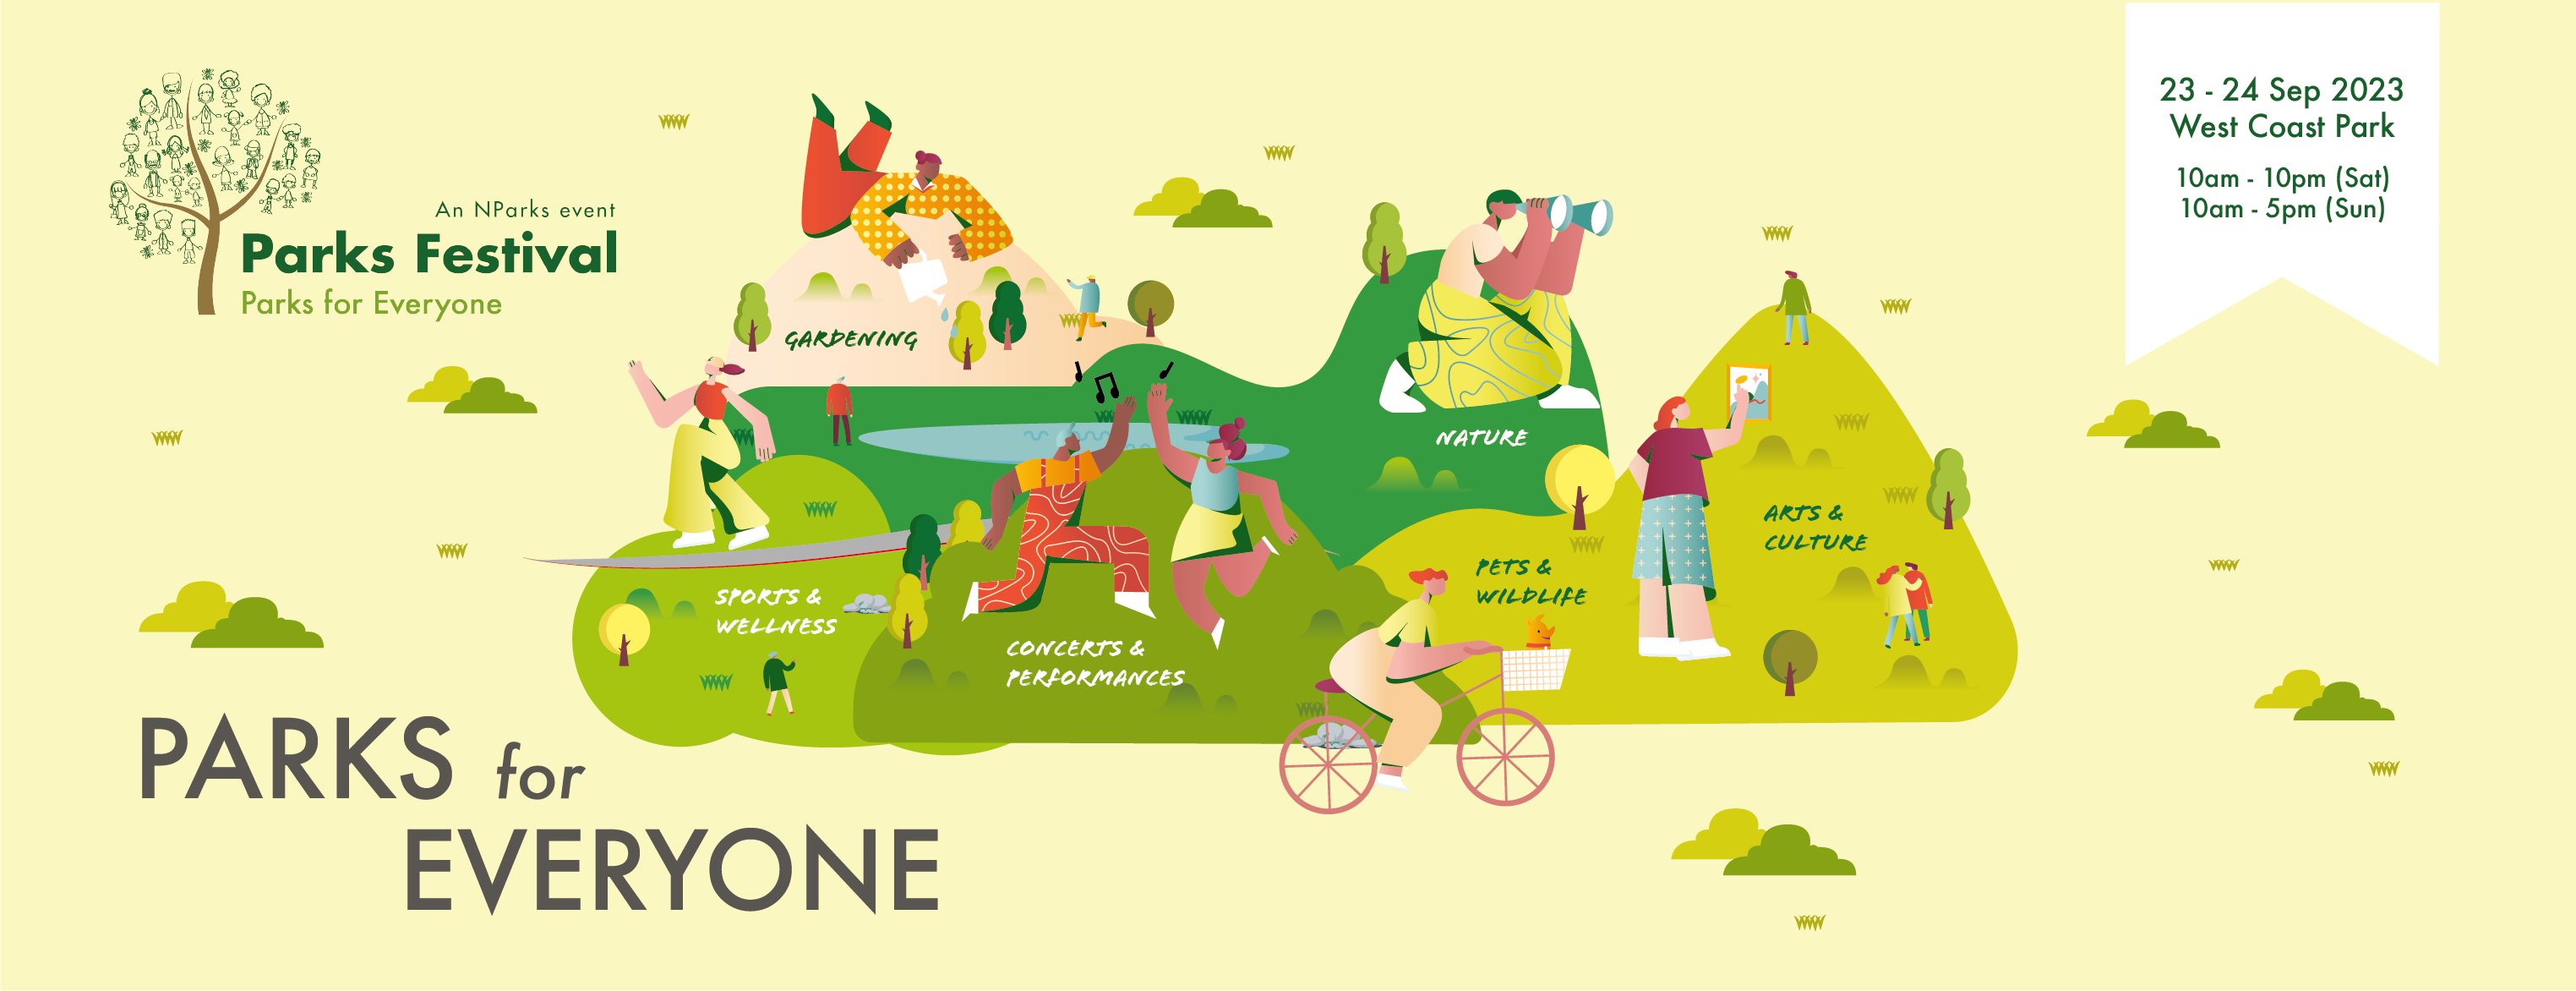 An NParks event
Parks Festival
Parks for Everyone
23 - 24 Sep 2023
West Coast Park
10am - 10pm (Sat)
10am - 5pm (Sun)
GARDENING
NATURE
ARTS &
CULTURE
PETS &
WILDLIFE
SPORTS &
WELLNESS
CONCERTS &
PERFORMANCES
PARKS for
EVERYONE